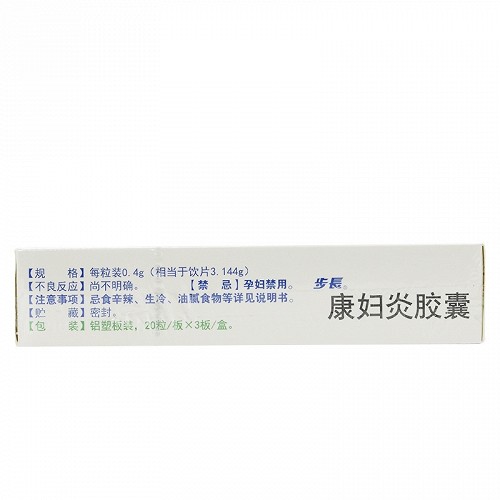 【规　　格】每粒装0.4g（相当于饮片3.144g）
【不良反应】尚不明确。　　【禁　忌】孕妇禁用。
【注意事项】忌食辛辣、生冷、油腻食物等详见说明书。
【贮　　藏】密封。
【包　　装】铝塑板装，20粒/板×3板/盒。
步長
康妇炎胶囊